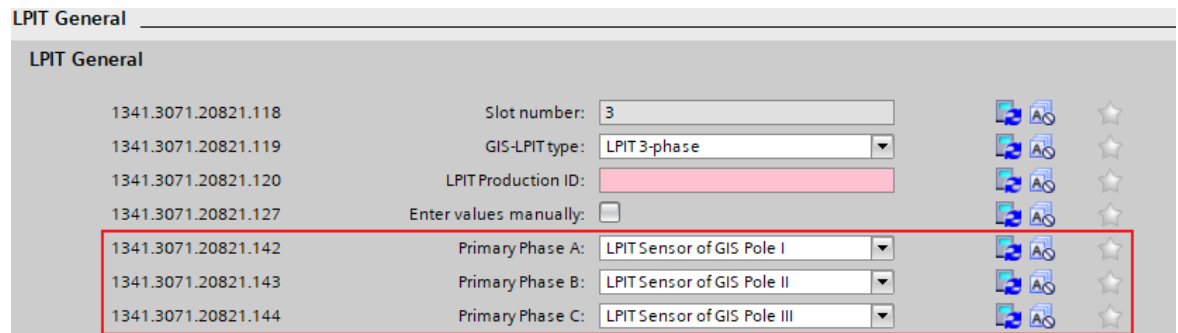 LPIT General
LPIT General
1341.3071.20821.118 Slot number: 3
1341.3071.20821.119 GIS-LPIT type: LPIT 3-phase
1341.3071.20821.120 LPIT Production ID:
1341.3071.20821.127 Enter values manually:
1341.3071.20821.142 Primary Phase A: LPIT Sensor of GIS Pole I
1341.3071.20821.143 Primary Phase B: LPIT Sensor of GIS Pole II
1341.3071.20821.144 Primary Phase C: LPIT Sensor of GIS Pole III